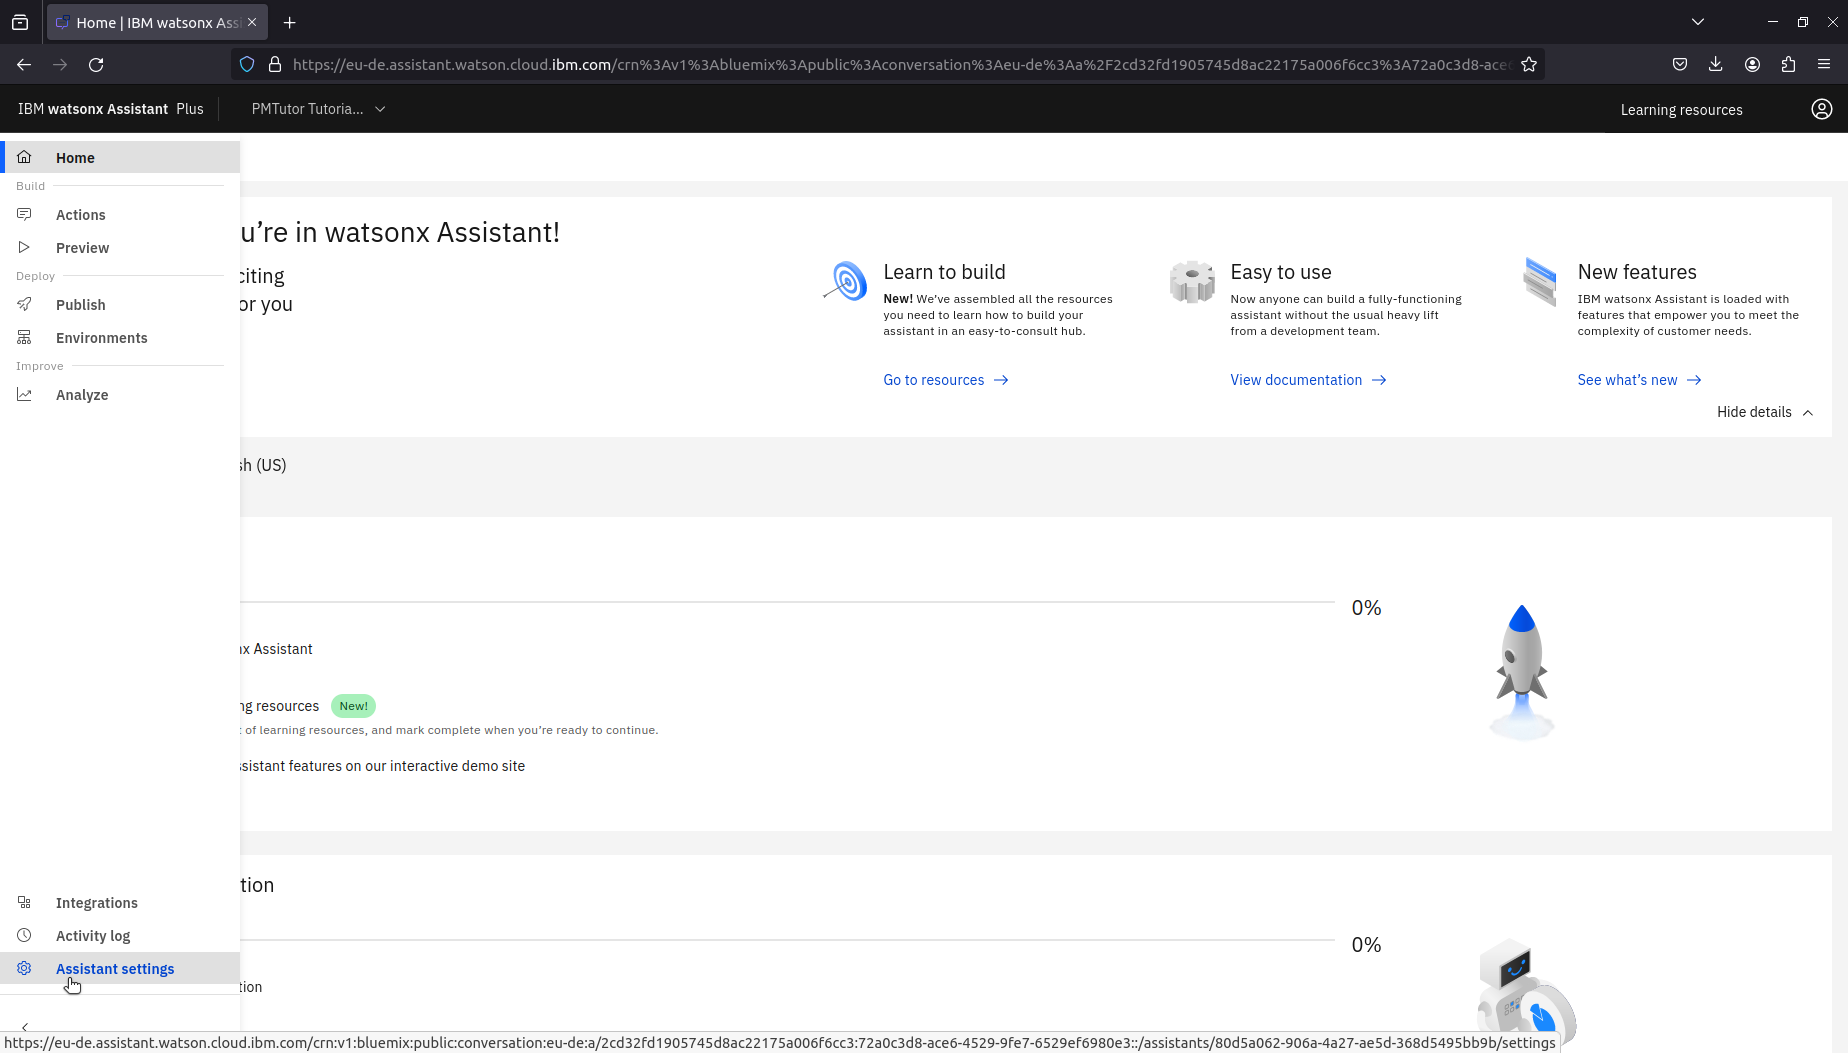 Home | IBM watsonx Assi
https://eu-de.assistant.watson.cloud.ibm.com/crn%3Av1%3Abluemix%3Apublic%3Aconversation%3Aeu-de%3Aa%2F2cd32fd1905745d8ac22175a006f6cc3%3A72a0c3d8-ace6
IBM watsonx Assistant Plus
PMTutor Tutoria...
Learning resources
Home
Build
Actions
Preview
Deploy
Publish
Environments
Improve
Analyze
Integrations
Activity log
Assistant settings
u're in watsonx Assistant!
citing
or you
Learn to build
New! We've assembled all the resources
you need to learn how to build your
assistant in an easy-to-consult hub.
Go to resources
Easy to use
Now anyone can build a fully-functioning
assistant without the usual heavy lift
from a development team.
View documentation
New features
IBM watsonx Assistant is loaded with
features that empower you to meet the
complexity of customer needs.
See what's new
Hide details
sh (US)
0%
nx Assistant
ng resources New!
t of learning resources, and mark complete when you're ready to continue.
ssistant features on our interactive demo site
tion
0%
tion
https://eu-de.assistant.watson.cloud.ibm.com/crn:v1:bluemix:public:conversation:eu-de:a/2cd32fd1905745d8ac22175a006f6cc3:72a0c3d8-ace6-4529-9fe7-6529ef6980e3::/assistants/80d5a062-906a-4a27-ae5d-368d5495bb9b/settings